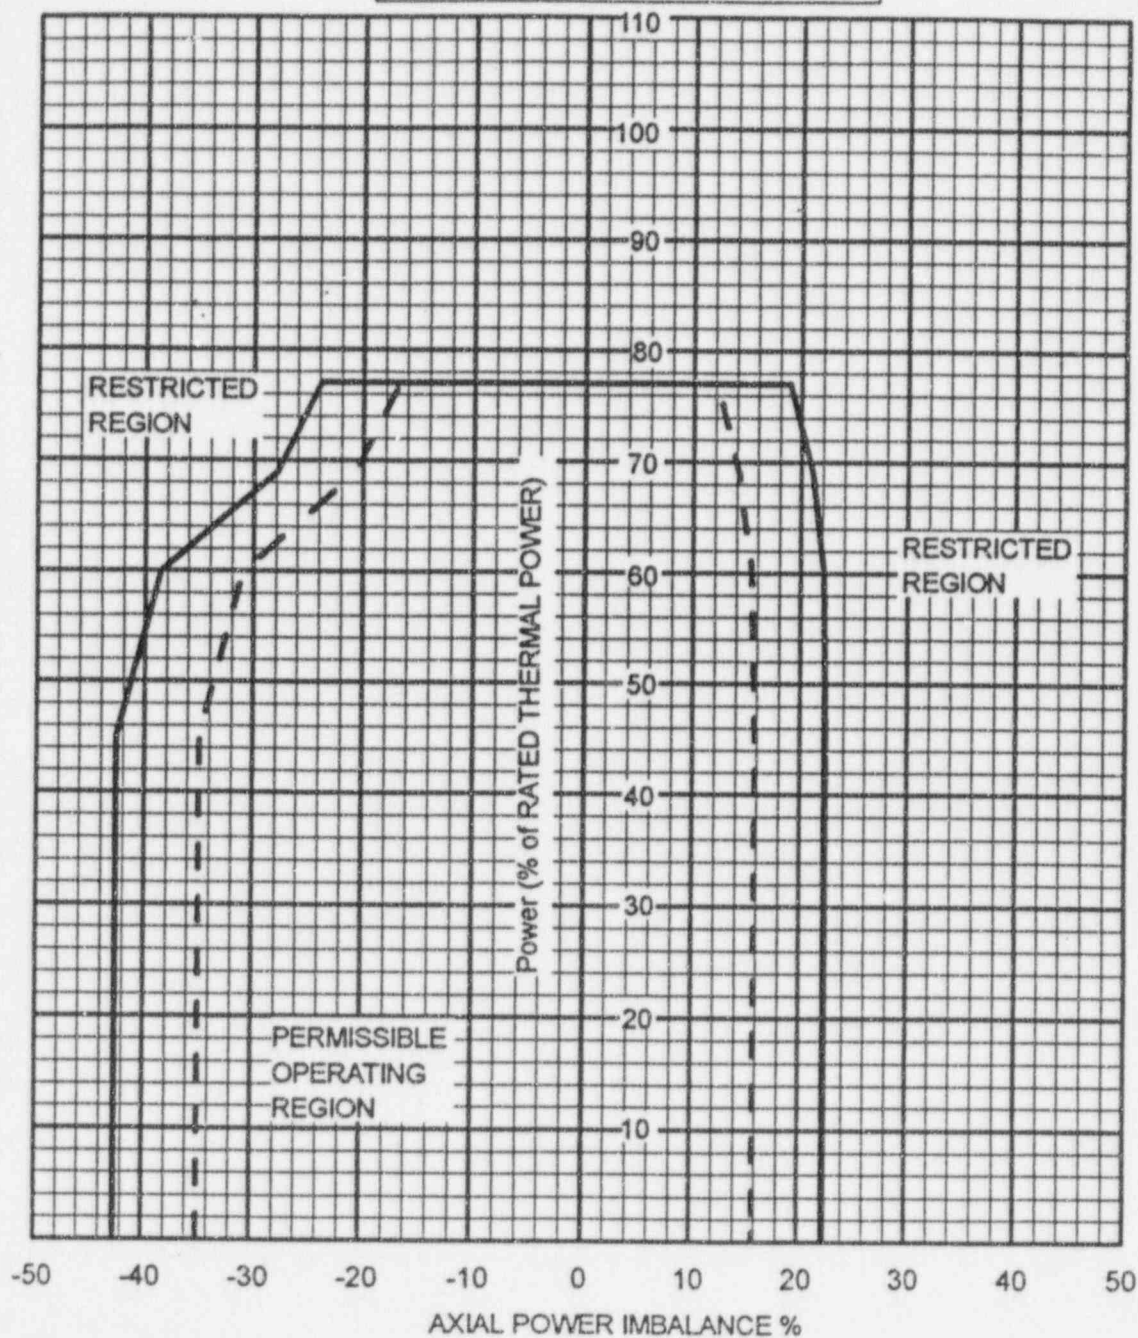 110
100
90
80
RESTRICTED
REGION
70
RESTRICTED
REGION
60
Power (% of RATED THERMAL POWER)
50
40
30
20
PERMISSIBLE
OPERATING
REGION
10
-50 -40 -30 -20 -10 0 10 20 30 40 50
AXIAL POWER IMBALANCE %